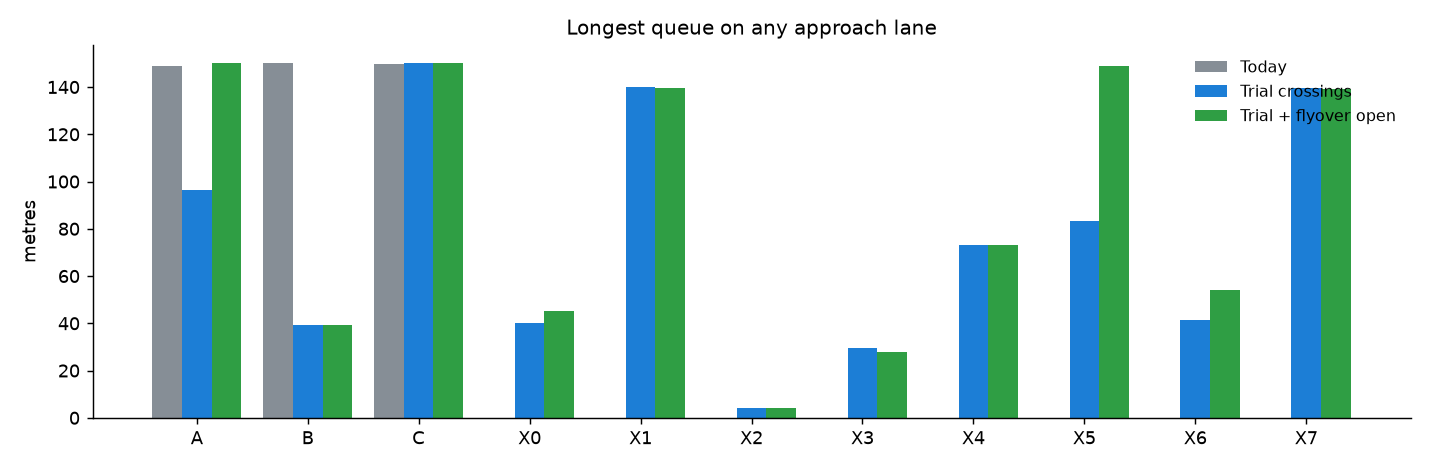 Longest queue on any approach lane
Today
Trial crossings
Trial + flyover open
metres
140
120
100
80
60
40
20
0
A B C X0 X1 X2 X3 X4 X5 X6 X7